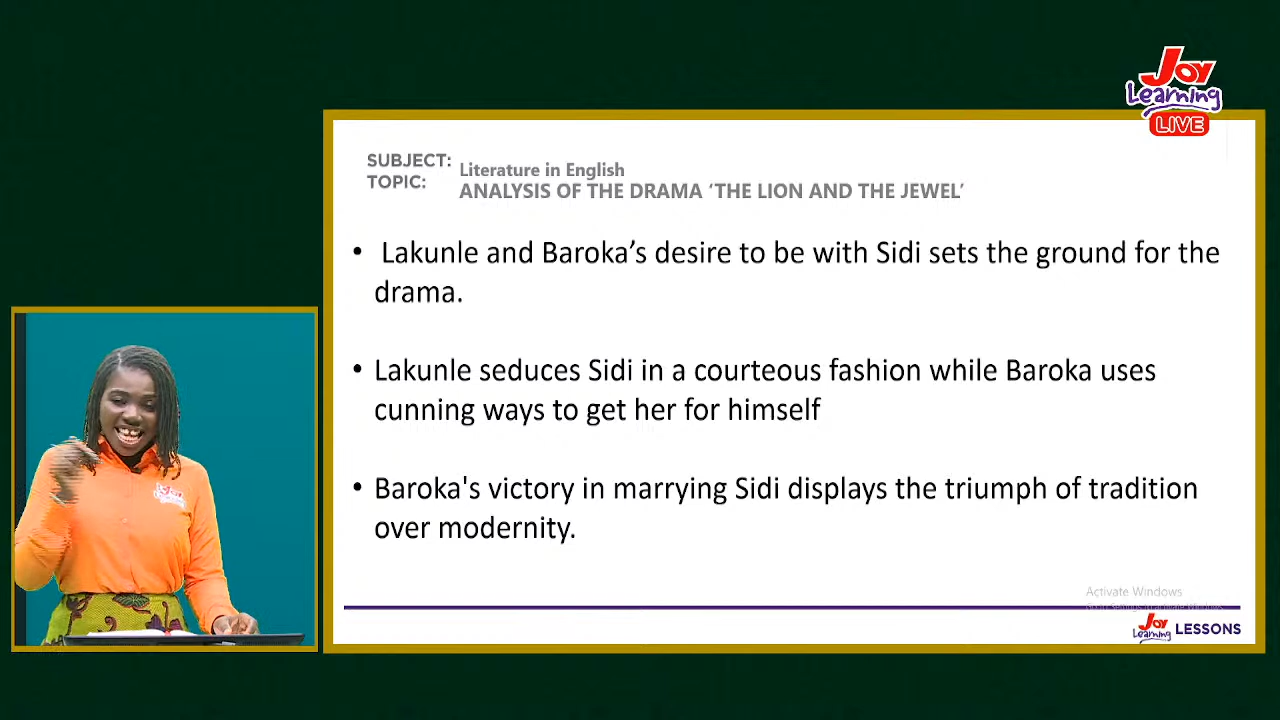 Joy
Learning
LIVE
SUBJECT: Literature in English
TOPIC: ANALYSIS OF THE DRAMA ‘THE LION AND THE JEWEL’
• Lakunle and Baroka’s desire to be with Sidi sets the ground for the
drama.
• Lakunle seduces Sidi in a courteous fashion while Baroka uses
cunning ways to get her for himself
• Baroka's victory in marrying Sidi displays the triumph of tradition
over modernity.
Activate Windows
Joy Learning LESSONS